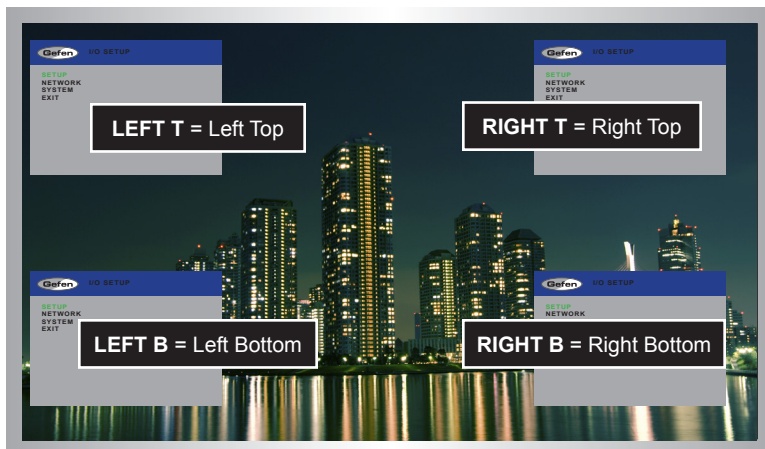 Gefen I/O SETUP
SETUP
NETWORK
SYSTEM
EXIT
LEFT T = Left Top
Gefen I/O SETUP
SETUP
NETWORK
SYSTEM
EXIT
RIGHT T = Right Top
Gefen I/O SETUP
SETUP
NETWORK
SYSTEM
EXIT
LEFT B = Left Bottom
Gefen I/O SETUP
SETUP
NETWORK
RIGHT B = Right Bottom